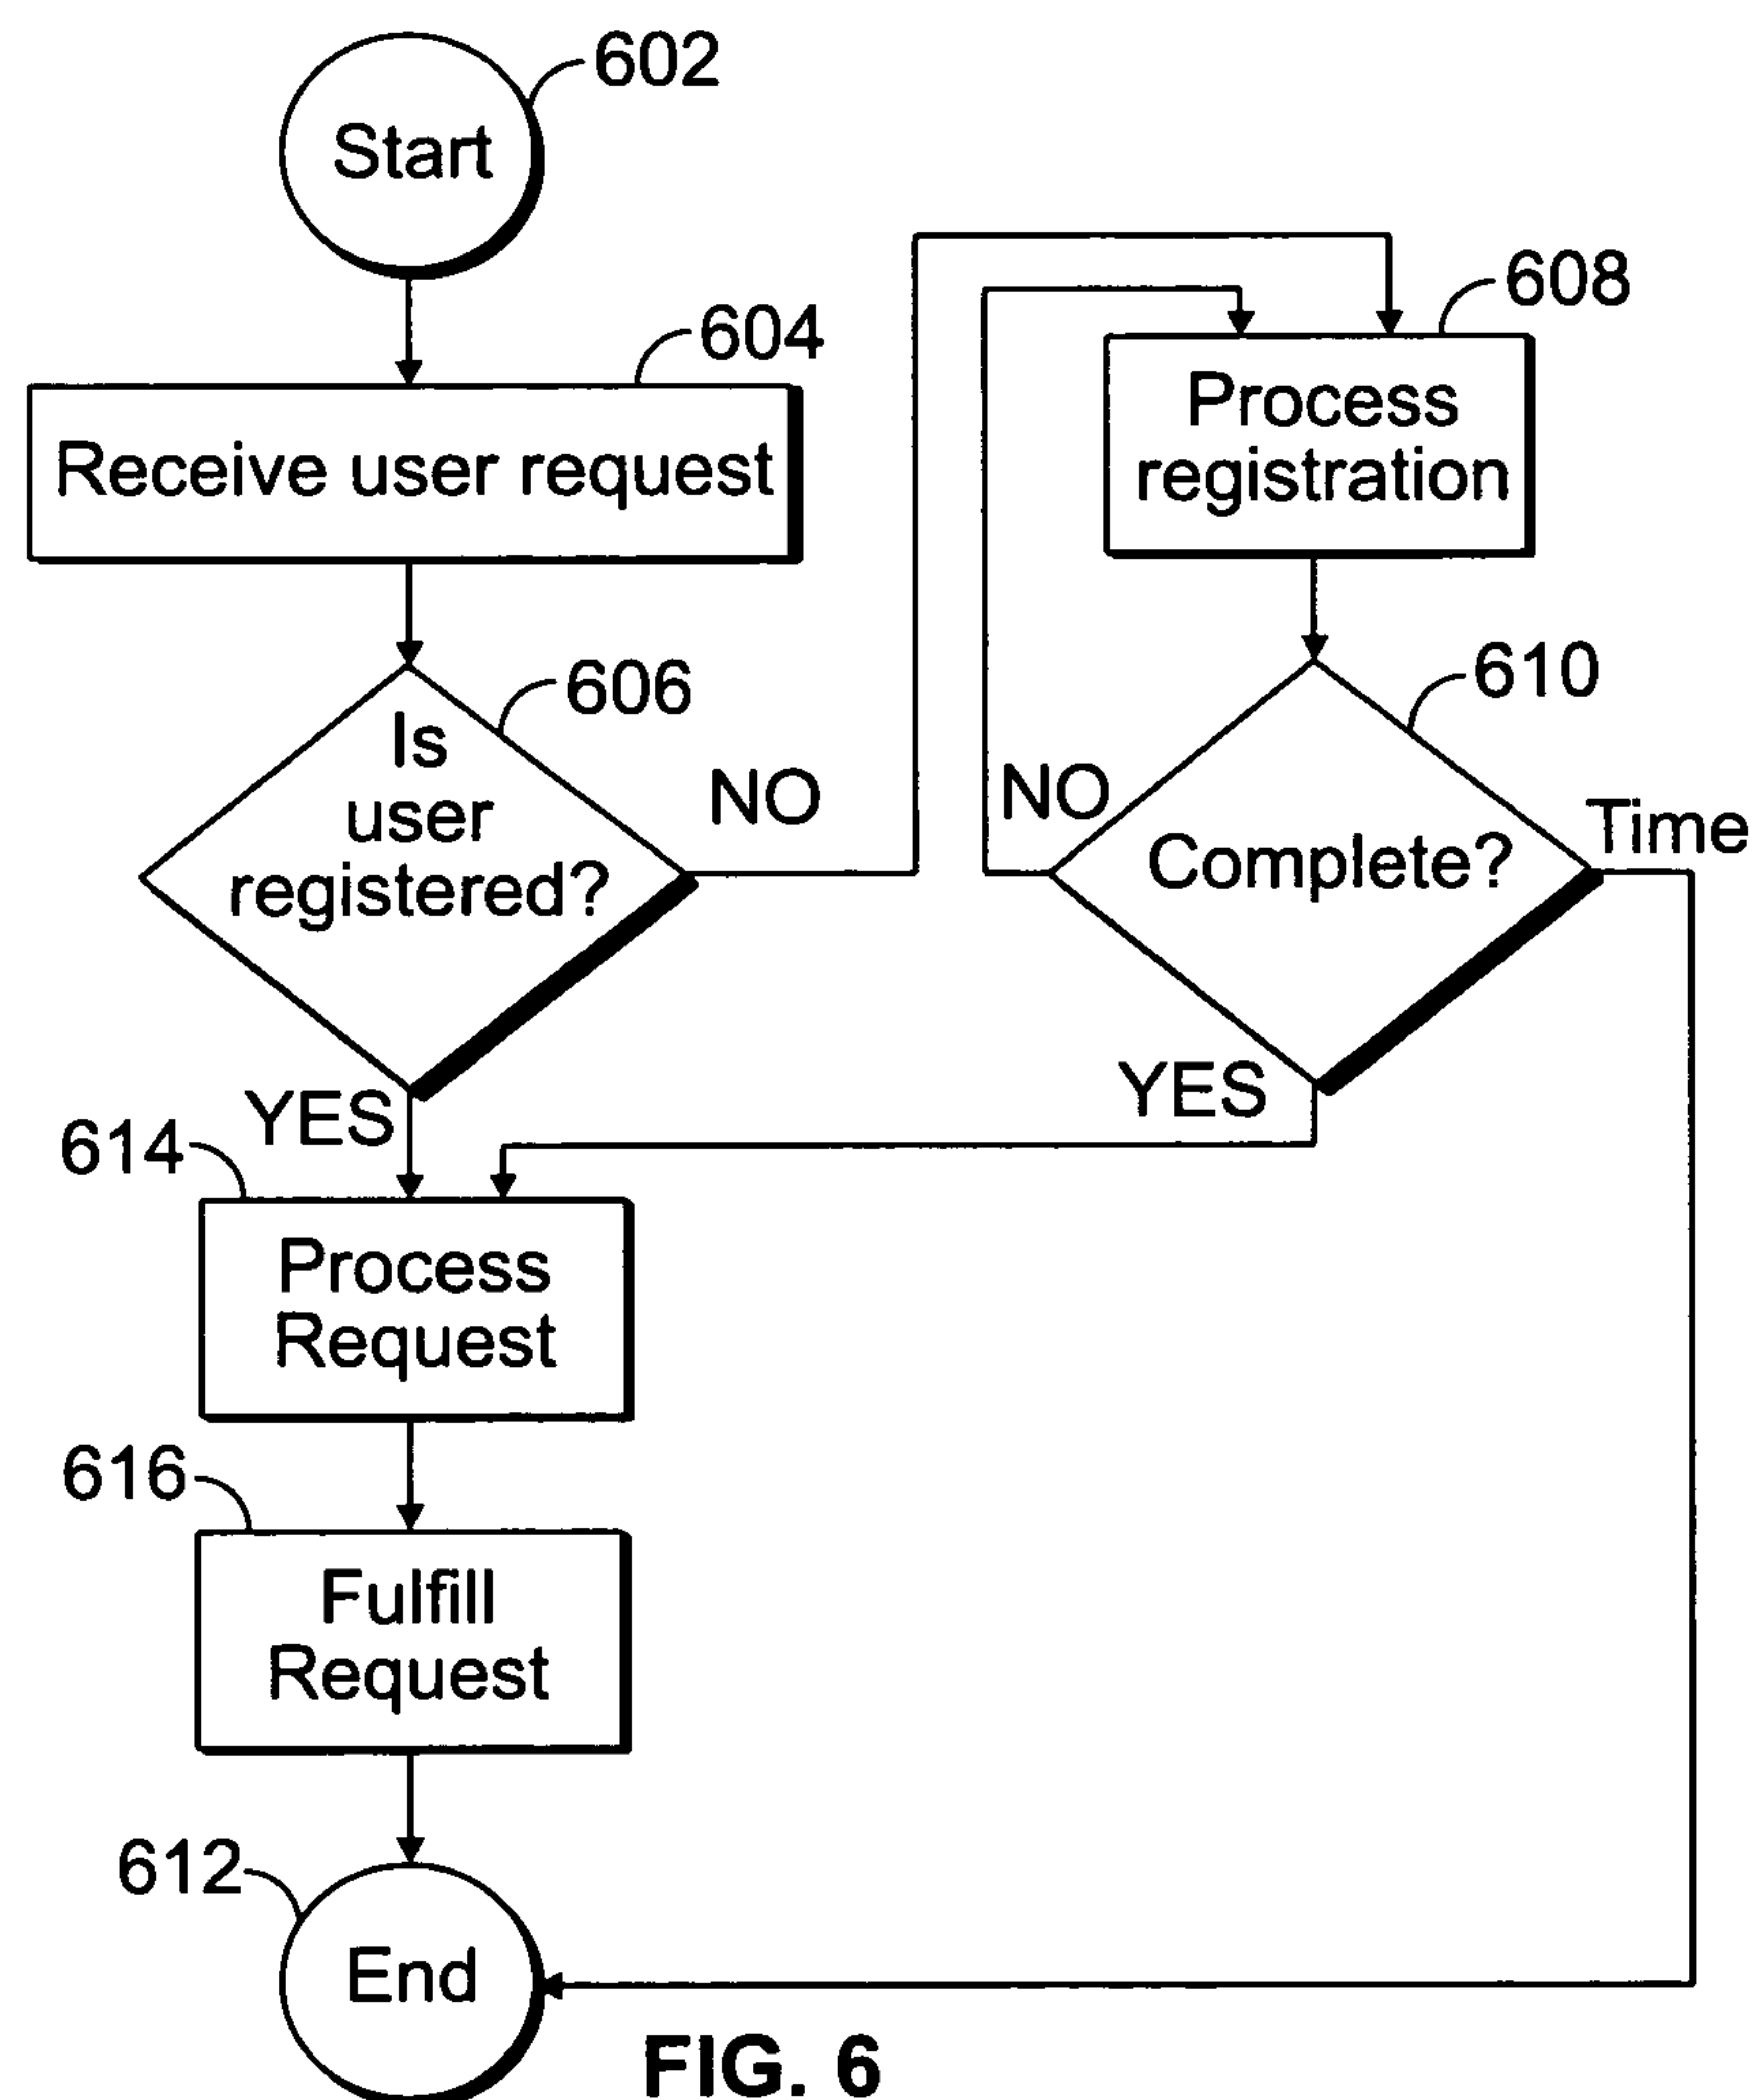 602
Start
604
Receive user request
608
Process
registration
606
Is
user
registered?
NO
610
NO
Complete?
Time
YES
YES
614
Process
Request
616
Fulfill
Request
612
End
FIG. 6